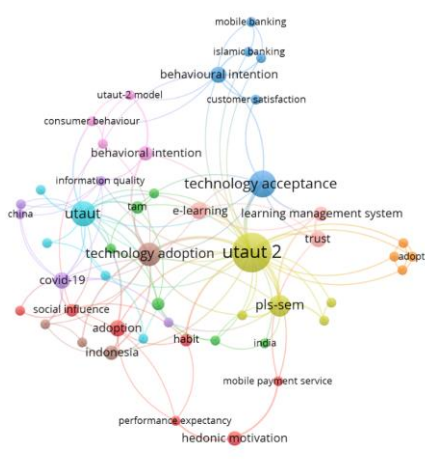 mobile banking
islamic banking
behavioural intention
utaut-2 model
customer satisfaction
consumer behaviour
behavioral intention
information quality
technology acceptance
china
utaut
tam
e-learning
learning management system
technology adoption
utaut 2
trust
adopt
covid-19
social influence
pls-sem
adoption
habit
india
indonesia
mobile payment service
performance expectancy
hedonic motivation